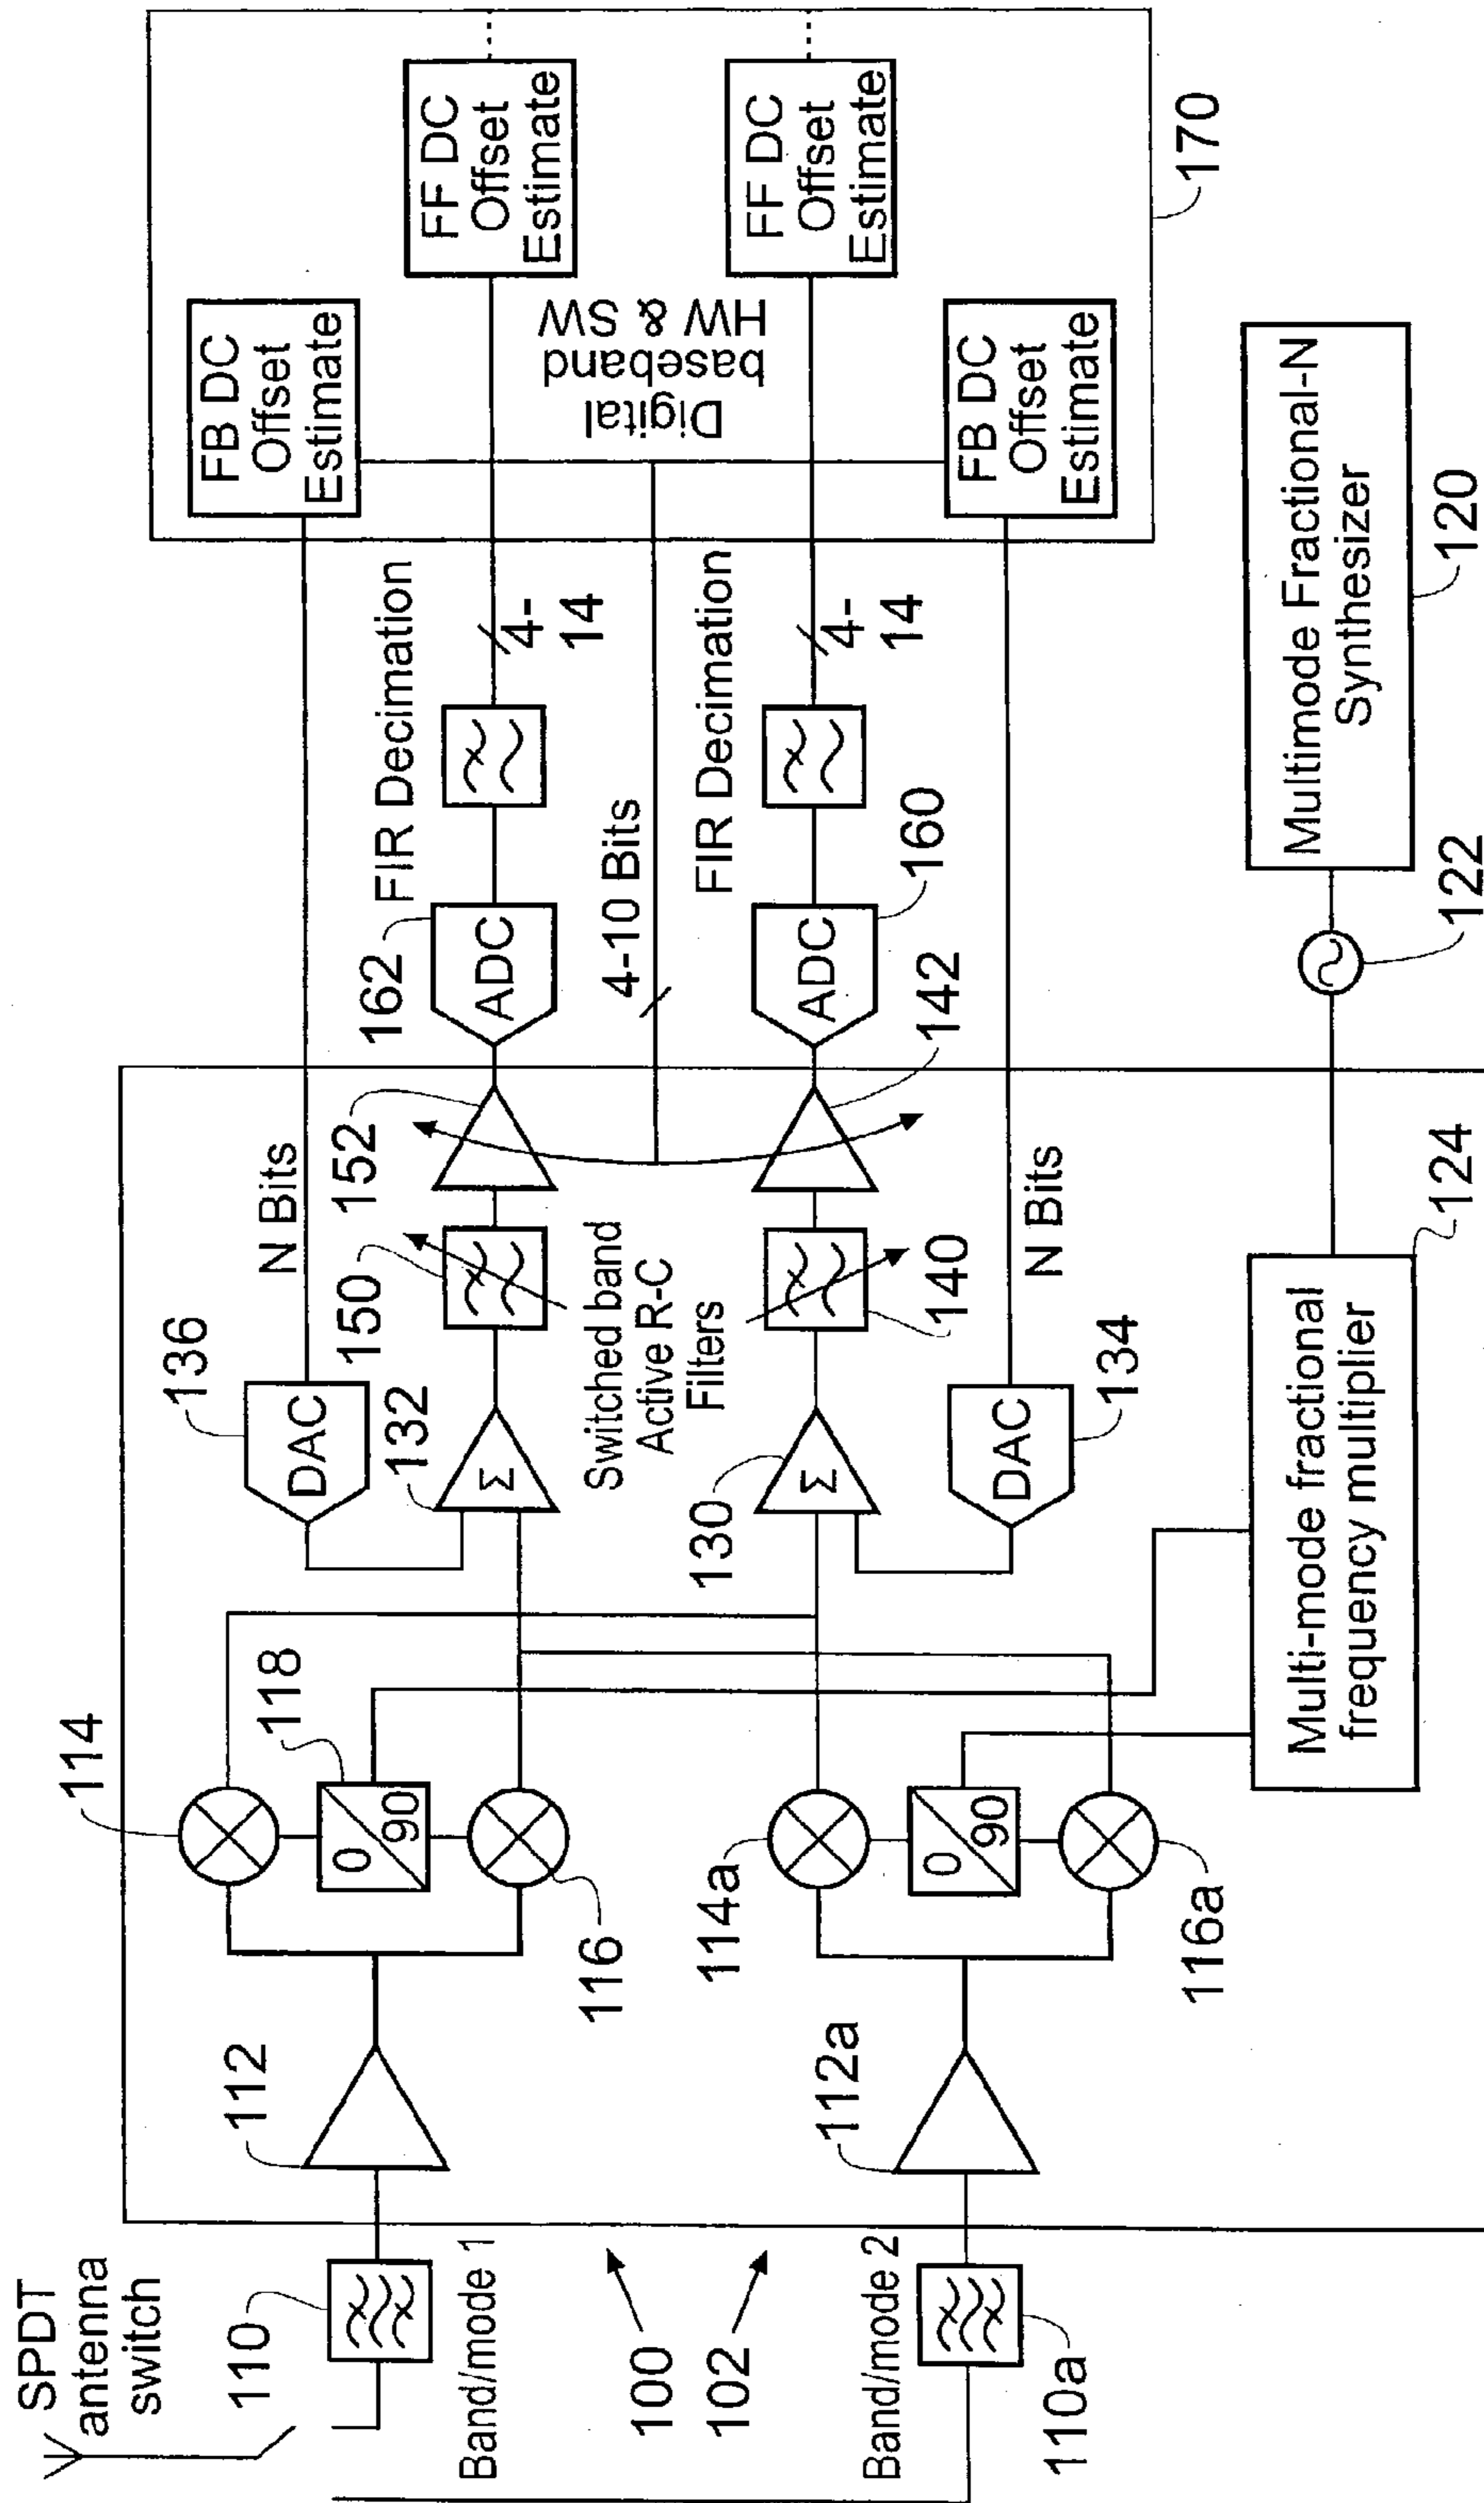 SPDT
antenna
switch
110
Band/mode 1
100
102
Band/mode 2
110a
112
112a
114
118
0
90
116
114a
0
90
116a
136
DAC
N Bits
132
Σ
150
152
Switched band
Active R-C
Filters
130
Σ
140
142
134
DAC
N Bits
162
ADC
FIR Decimation
4-
14
4-10 Bits
160
ADC
FIR Decimation
4-
14
FB DC
Offset
Estimate
FF DC
Offset
Estimate
Digital
baseband
HW & SW
FF DC
Offset
Estimate
FB DC
Offset
Estimate
170
Multi-mode fractional
frequency multiplier
124
122
Multimode Fractional-N
Synthesizer
120